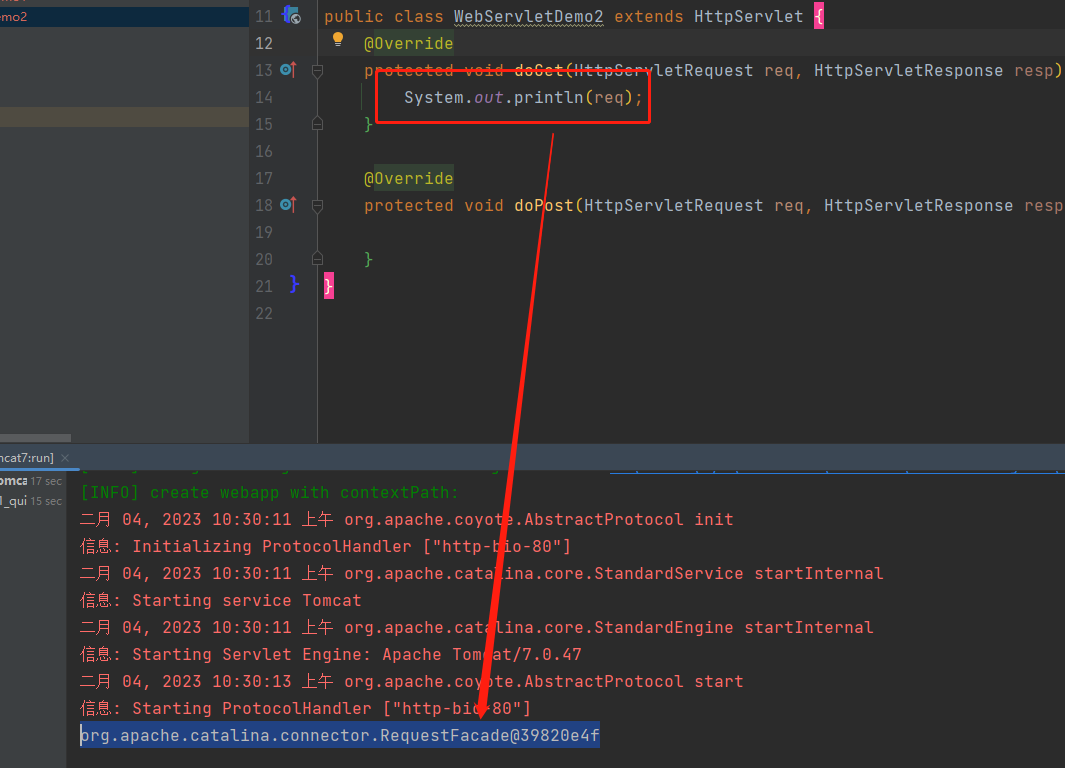 emo2
11 public class WebServletDemo2 extends HttpServlet {
12 @Override
13 protected void doGet(HttpServletRequest req, HttpServletResponse resp)
14 System.out.println(req);
15 }
16
17 @Override
18 protected void doPost(HttpServletRequest req, HttpServletResponse resp
19
20 }
21 }
22
mcat7:run] ×
omca 17 sec
1_qui 15 sec
[INFO] create webapp with contextPath:
二月 04, 2023 10:30:11 上午 org.apache.coyote.AbstractProtocol init
信息: Initializing ProtocolHandler ["http-bio-80"]
二月 04, 2023 10:30:11 上午 org.apache.catalina.core.StandardService startInternal
信息: Starting service Tomcat
二月 04, 2023 10:30:11 上午 org.apache.catalina.core.StandardEngine startInternal
信息: Starting Servlet Engine: Apache Tomcat/7.0.47
二月 04, 2023 10:30:13 上午 org.apache.coyote.AbstractProtocol start
信息: Starting ProtocolHandler ["http-bio-80"]
org.apache.catalina.connector.RequestFacade@39820e4f